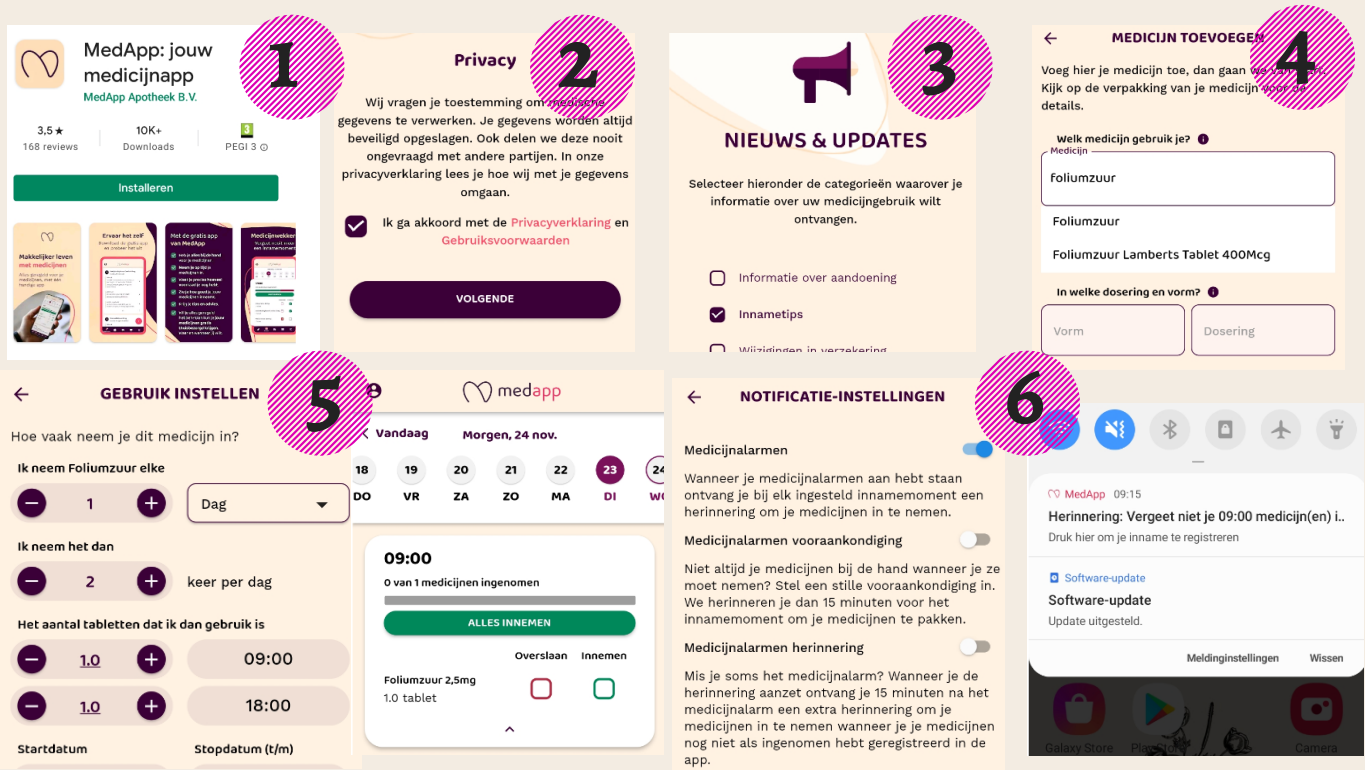 1
MedApp: jouw
medicijnapp
MedApp Apotheek B.V.
3,5★
168 reviews
10K+
Downloads
3
PEGI 3
Installeren
Makkelijker leven
met medicijnen
Ervaar het zelf
Met de gratis app
van MedApp
Medicijnwekker
2
Privacy
Wij vragen je toestemming om medische
gegevens te verwerken. Je gegevens worden altijd
beveiligd opgeslagen. Ook delen we deze nooit
ongevraagd met andere partijen. In onze
privacyverklaring lees je hoe wij met je gegevens
omgaan.
Ik ga akkoord met de Privacyverklaring en
Gebruiksvoorwaarden
VOLGENDE
3
NIEUWS & UPDATES
Selecteer hieronder de categorieën waarover je
informatie over uw medicijngebruik wilt
ontvangen.
Informatie over aandoening
Innametips
Wijzigingen in verzekering
4
MEDICIJN TOEVOEGEN
Voeg hier je medicijn toe, dan gaan we van start.
Kijk op de verpakking van je medicijn voor de
details.
Welk medicijn gebruik je?
Medicijn
foliumzuur
Foliumzuur
Foliumzuur Lamberts Tablet 400Mcg
In welke dosering en vorm?
Vorm
Dosering
5
GEBRUIK INSTELLEN
Hoe vaak neem je dit medicijn in?
Ik neem Foliumzuur elke
1
Dag
Ik neem het dan
2
keer per dag
Het aantal tabletten dat ik dan gebruik is
1.0
09:00
1.0
18:00
Startdatum
Stopdatum (t/m)
medapp
Vandaag
Morgen, 24 nov.
18 19 20 21 22 23 24
DO VR ZA ZO MA DI WO
09:00
0 van 1 medicijnen ingenomen
ALLES INNEMEN
Overslaan Innemen
Foliumzuur 2,5mg
1.0 tablet
6
NOTIFICATIE-INSTELLINGEN
Medicijnalarmen
Wanneer je medicijnalarmen aan hebt staan
ontvang je bij elk ingesteld innamemoment een
herinnering om je medicijnen in te nemen.
Medicijnalarmen vooraankondiging
Niet altijd je medicijnen bij de hand wanneer je ze
moet nemen? Stel een stille vooraankondiging in.
We herinneren je dan 15 minuten voor het
innamemoment om je medicijnen te pakken.
Medicijnalarmen herinnering
Mis je soms het medicijnalarm? Wanneer je de
herinnering aanzet ontvang je 15 minuten na het
medicijnalarm een extra herinnering om je
medicijnen in te nemen wanneer je je medicijnen
nog niet als ingenomen hebt geregistreerd in de
app.
MedApp 09:15
Herinnering: Vergeet niet je 09:00 medicijn(en) i..
Druk hier om je inname te registreren
Software-update
Software-update
Update uitgesteld.
Meldinginstellingen
Wissen
Galaxy Store
Play Store
Camera